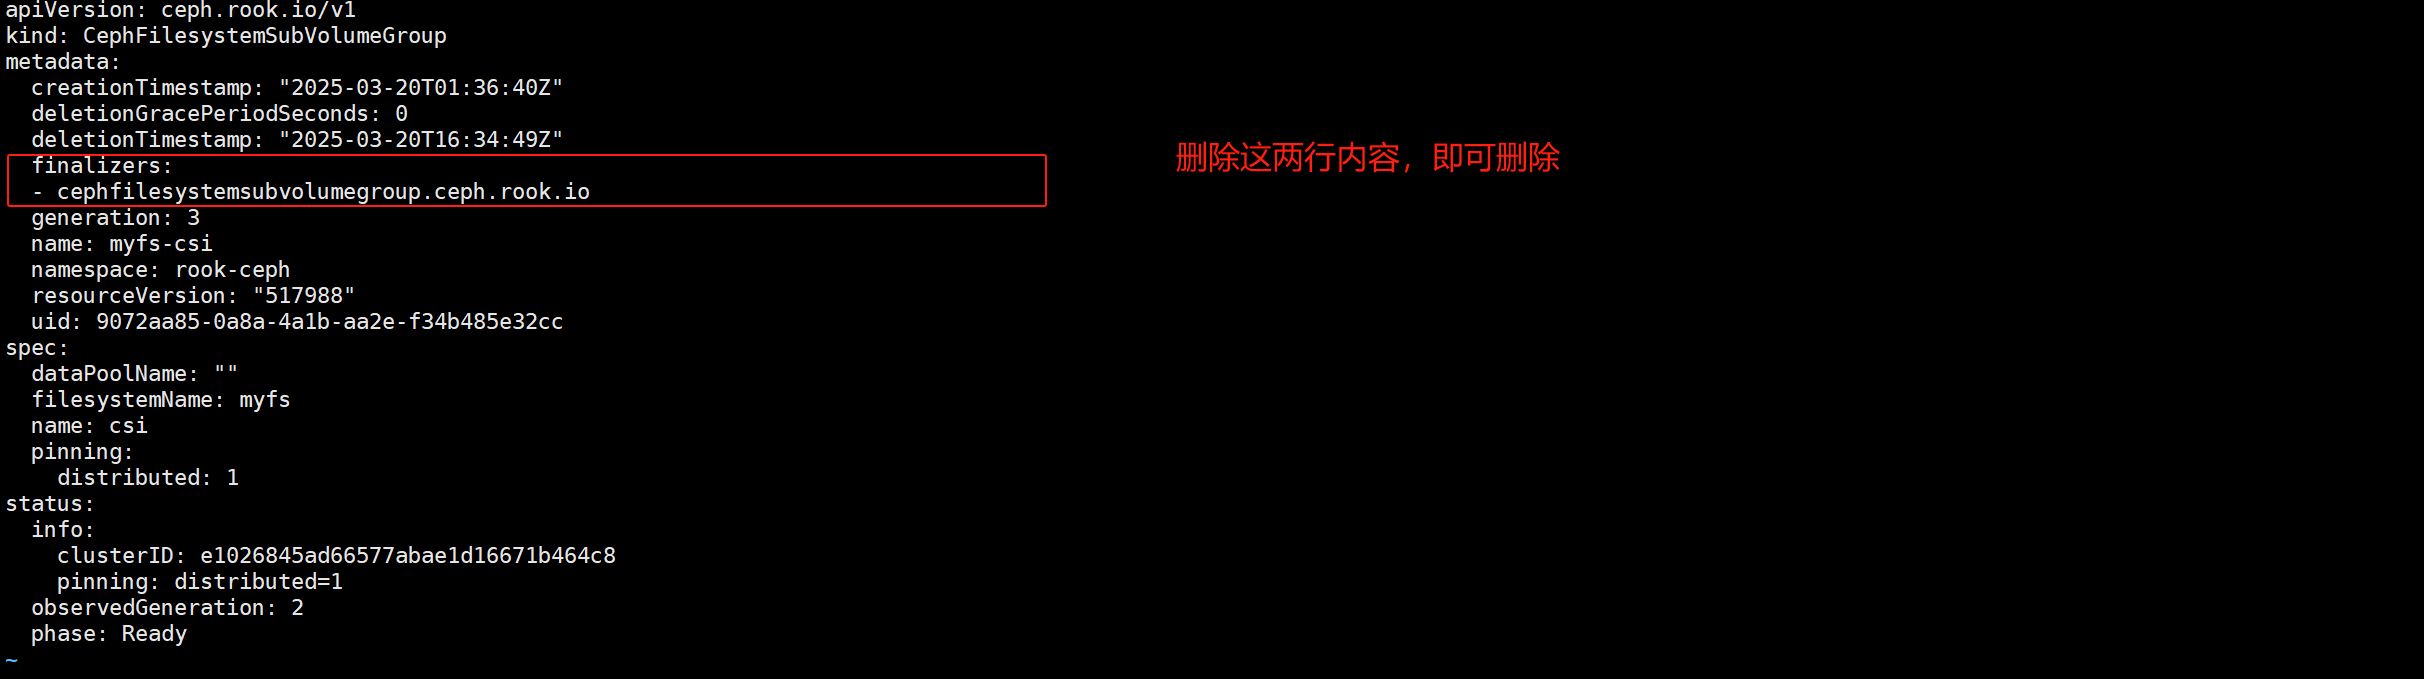 apiVersion: ceph.rook.io/v1
kind: CephFilesystemSubVolumeGroup
metadata:
  creationTimestamp: "2025-03-20T01:36:40Z"
  deletionGracePeriodSeconds: 0
  deletionTimestamp: "2025-03-20T16:34:49Z"
  finalizers:
  - cephfilesystemsubvolumegroup.ceph.rook.io
删除这两行内容，即可删除
  generation: 3
  name: myfs-csi
  namespace: rook-ceph
  resourceVersion: "517988"
  uid: 9072aa85-0a8a-4a1b-aa2e-f34b485e32cc
spec:
  dataPoolName: ""
  filesystemName: myfs
  name: csi
  pinning:
    distributed: 1
status:
  info:
    clusterID: e1026845ad66577abae1d16671b464c8
    pinning: distributed=1
  observedGeneration: 2
  phase: Ready
~